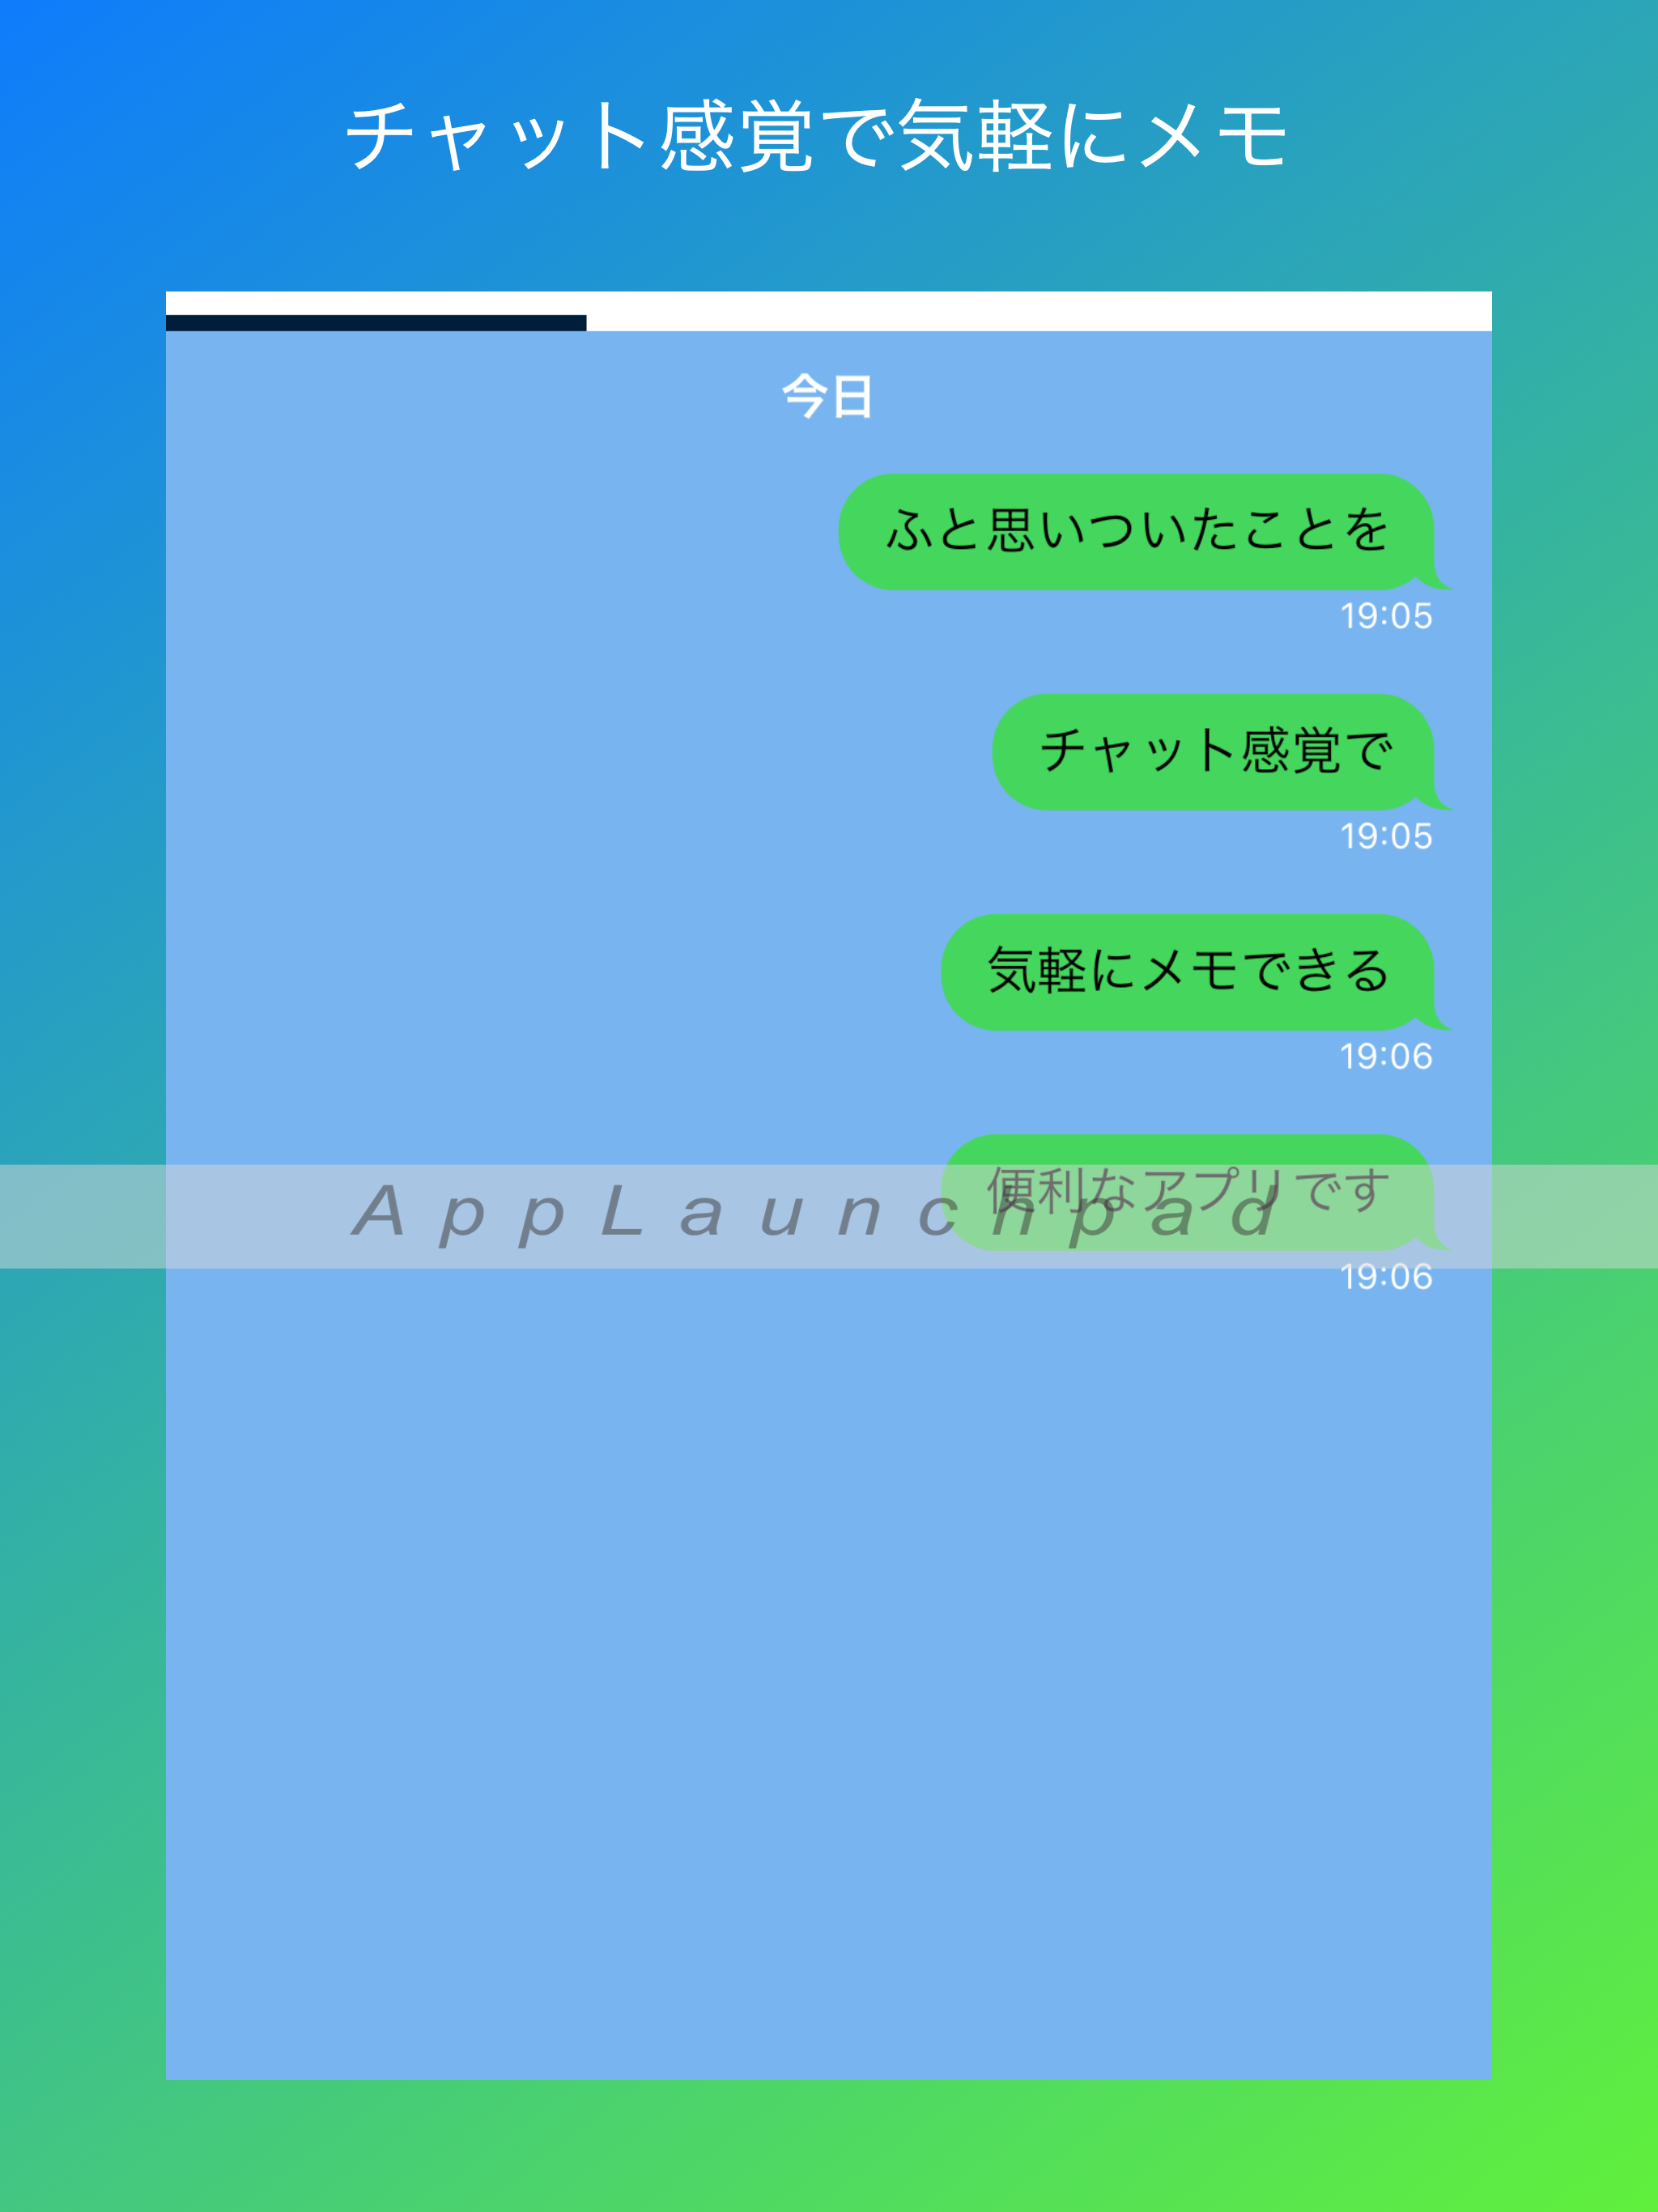 チャット感覚で気軽にメモ
今日
ふと思いついたことを
19:05
チャット感覚で
19:05
気軽にメモできる
19:06
便利なアプリです
AppLaunchpad
19:06